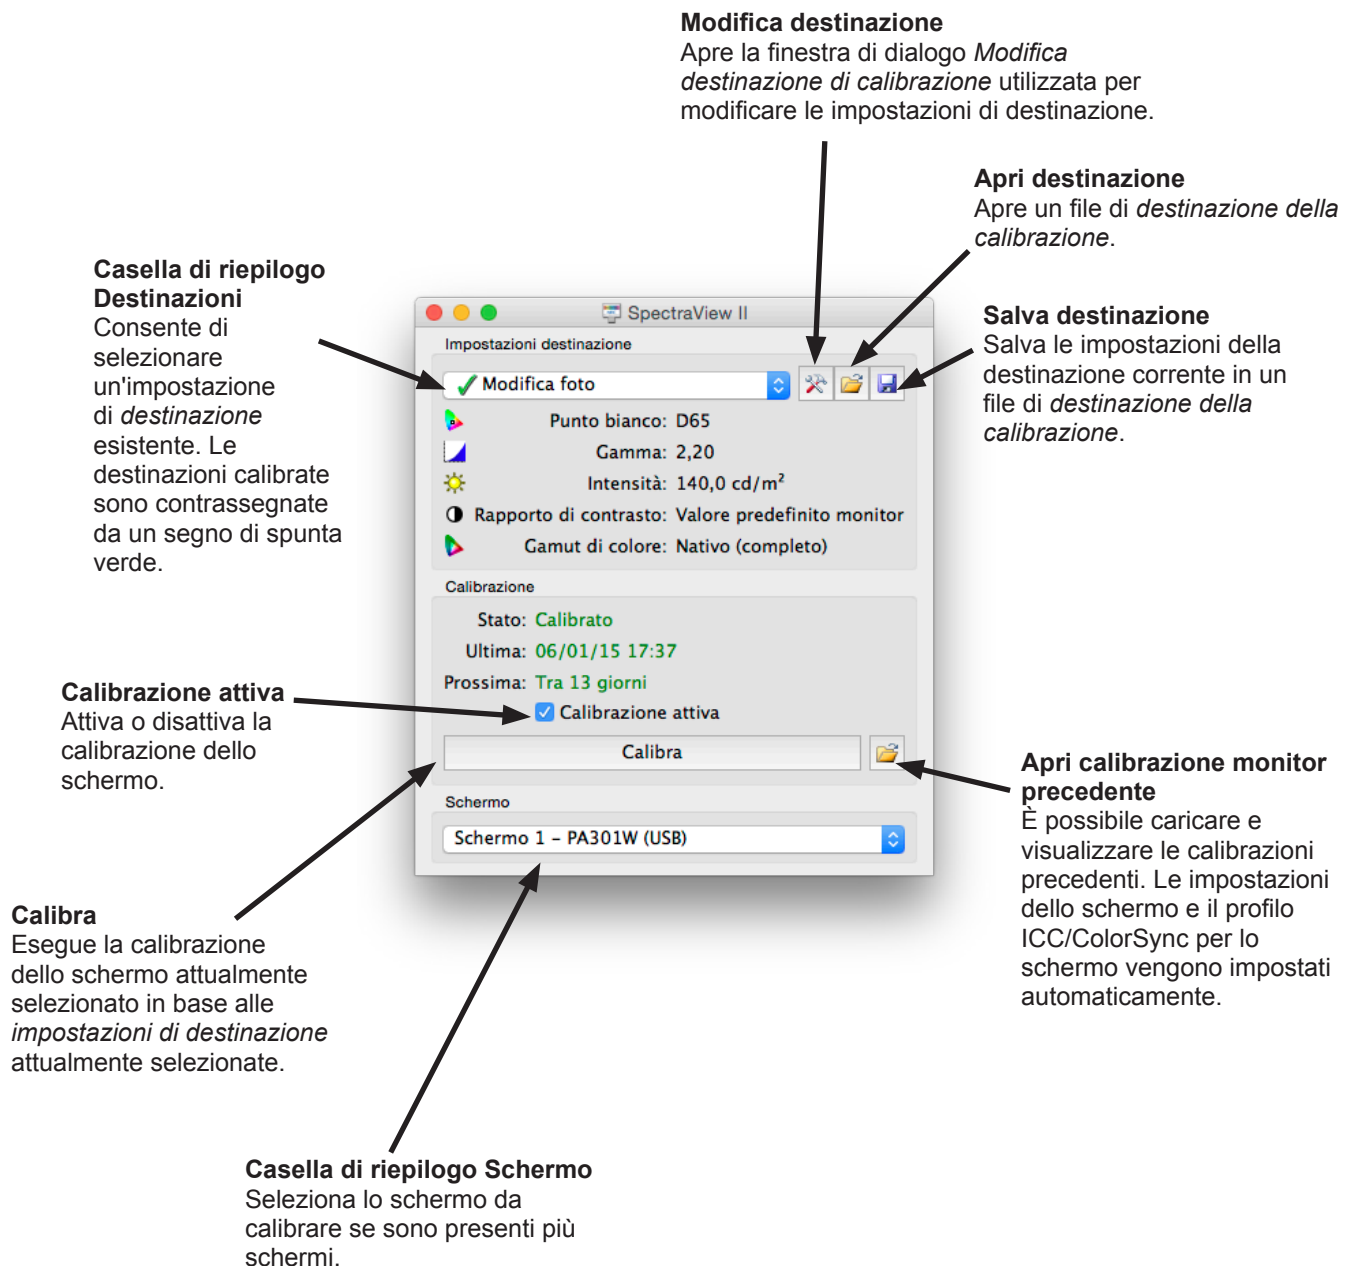 Modifica destinazione
Apre la finestra di dialogo Modifica
destinazione di calibrazione utilizzata per
modificare le impostazioni di destinazione.
Apri destinazione
Apre un file di destinazione della
calibrazione.
Casella di riepilogo
Destinazioni
Consente di
selezionare
un'impostazione
di destinazione
esistente. Le
destinazioni calibrate
sono contrassegnate
da un segno di spunta
verde.
Salva destinazione
Salva le impostazioni della
destinazione corrente in un
file di destinazione della
calibrazione.
SpectraView II
Impostazioni destinazione
Modifica foto
Punto bianco: D65
Gamma: 2,20
Intensità: 140,0 cd/m²
Rapporto di contrasto: Valore predefinito monitor
Gamut di colore: Nativo (completo)
Calibrazione
Stato: Calibrato
Ultima: 06/01/15 17:37
Prossima: Tra 13 giorni
Calibrazione attiva
Calibra
Schermo
Schermo 1 – PA301W (USB)
Calibrazione attiva
Attiva o disattiva la
calibrazione dello
schermo.
Apri calibrazione monitor
precedente
È possibile caricare e
visualizzare le calibrazioni
precedenti. Le impostazioni
dello schermo e il profilo
ICC/ColorSync per lo
schermo vengono impostati
automaticamente.
Calibra
Esegue la calibrazione
dello schermo attualmente
selezionato in base alle
impostazioni di destinazione
attualmente selezionate.
Casella di riepilogo Schermo
Seleziona lo schermo da
calibrare se sono presenti più
schermi.